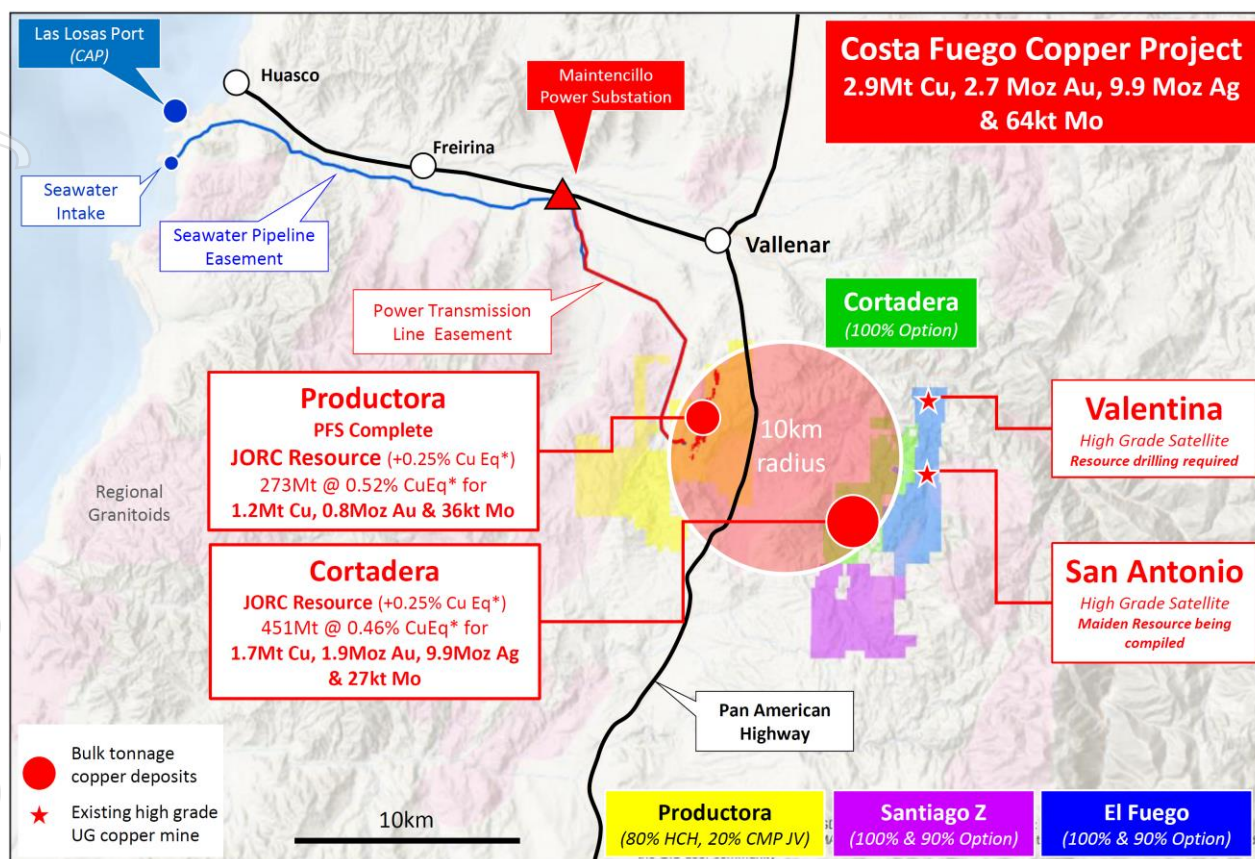 Las Losas Port
(CAP)
Huasco
Maintencillo
Power Substation
Costa Fuego Copper Project
2.9Mt Cu, 2.7 Moz Au, 9.9 Moz Ag
& 64kt Mo
Freirina
Seawater
Intake
Seawater Pipeline
Easement
Vallenar
Power Transmission
Line Easement
Cortadera
(100% Option)
Productora
PFS Complete
JORC Resource (+0.25% Cu Eq*)
273Mt @ 0.52% CuEq* for
1.2Mt Cu, 0.8Moz Au & 36kt Mo
10km
radius
Valentina
High Grade Satellite
Resource drilling required
Regional
Granitoids
Cortadera
JORC Resource (+0.25% Cu Eq*)
451Mt @ 0.46% CuEq* for
1.7Mt Cu, 1.9Moz Au, 9.9Moz Ag
& 27kt Mo
San Antonio
High Grade Satellite
Maiden Resource being
compiled
Pan American
Highway
Bulk tonnage
copper deposits
Existing high grade
UG copper mine
10km
Productora
(80% HCH, 20% CMP JV)
Santiago Z
(100% & 90% Option)
El Fuego
(100% & 90% Option)